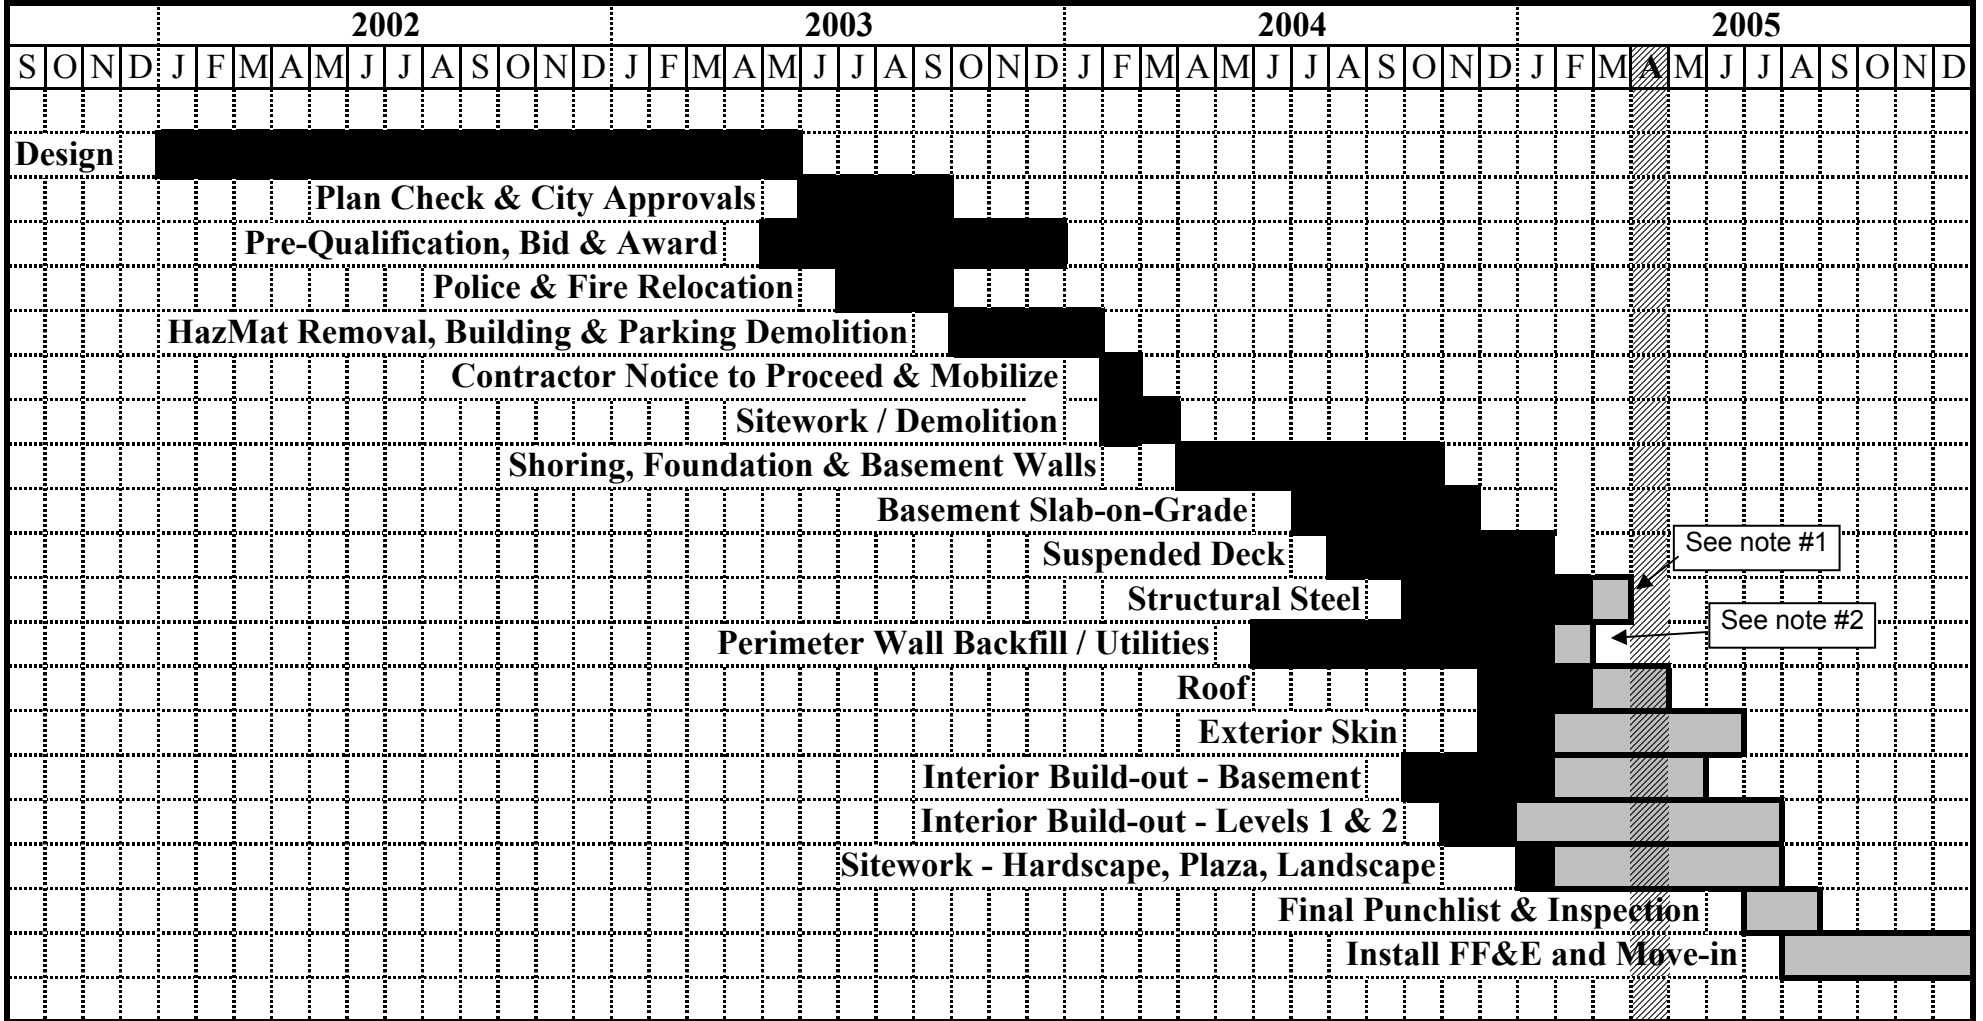 2002 2003 2004 2005
S O N D J F M A M J J A S O N D J F M A M J J A S O N D J F M A M J J A S O N D J F M A M J J A S O N D
Design
Plan Check & City Approvals
Pre-Qualification, Bid & Award
Police & Fire Relocation
HazMat Removal, Building & Parking Demolition
Contractor Notice to Proceed & Mobilize
Sitework / Demolition
Shoring, Foundation & Basement Walls
Basement Slab-on-Grade
Suspended Deck
See note #1
Structural Steel
See note #2
Perimeter Wall Backfill / Utilities
Roof
Exterior Skin
Interior Build-out - Basement
Interior Build-out - Levels 1 & 2
Sitework - Hardscape, Plaza, Landscape
Final Punchlist & Inspection
Install FF&E and Move-in